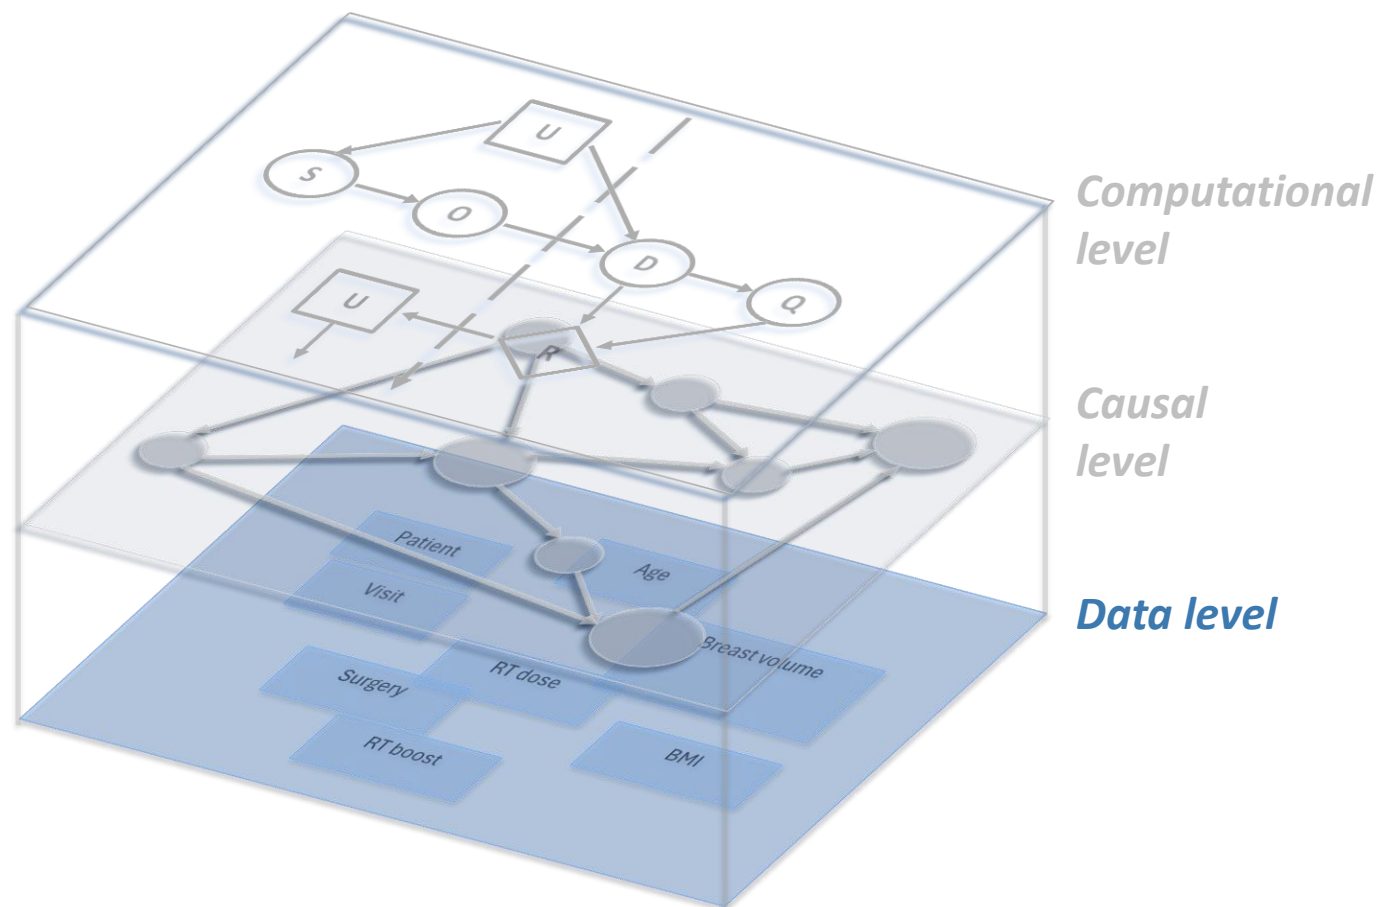 U
S
O
D
Q
U
R
Computational
level
Causal
level
Data level
Patient
Age
Visit
Breast volume
RT dose
Surgery
RT boost
BMI